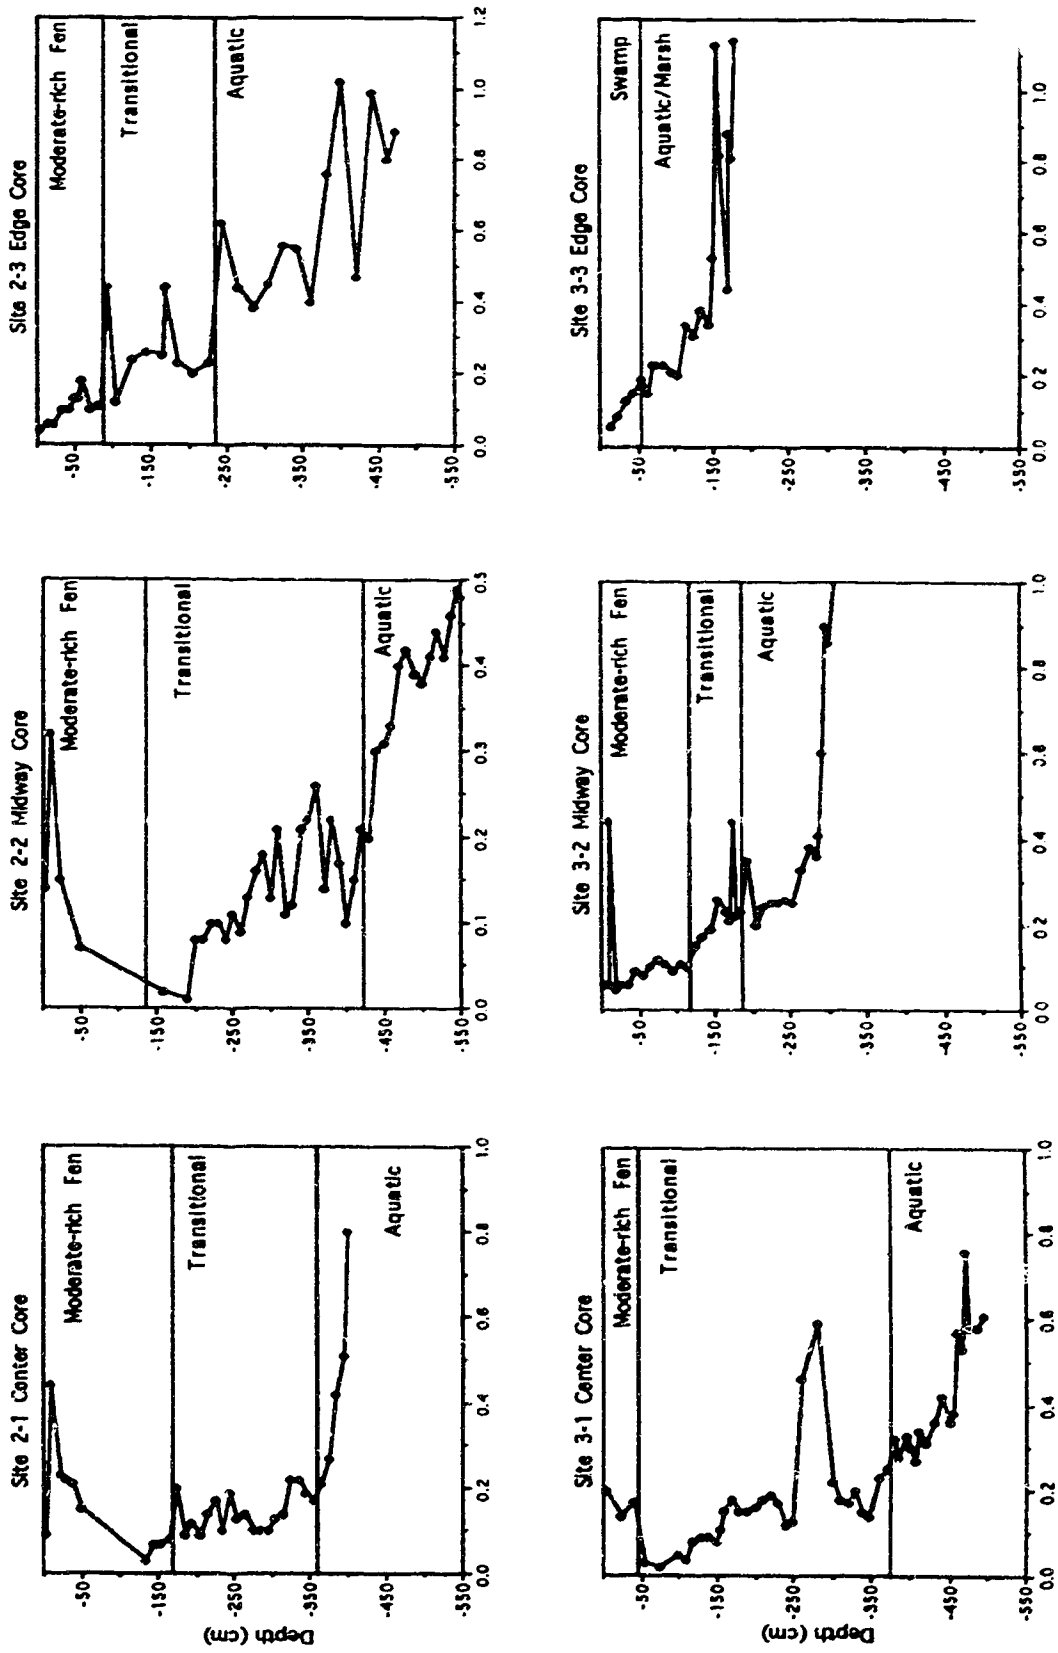 Site 2-1 Center Core
Moderate-rich Fen
Transitional
Aquatic
Depth (cm)
-50
-150
-250
-350
-450
-550
0.0
0.2
0.4
0.6
0.8
1.0
Site 2-2 Midway Core
Moderate-rich Fen
Transitional
Aquatic
-50
-150
-250
-350
-450
-550
0.0
0.1
0.2
0.3
0.4
0.5
Site 2-3 Edge Core
Moderate-rich Fen
Transitional
Aquatic
-50
-150
-250
-350
-450
-550
0.0
0.2
0.4
0.6
0.8
1.0
1.2
Site 3-1 Center Core
Moderate-rich Fen
Transitional
Aquatic
Depth (cm)
-50
-150
-250
-350
-450
-550
0.0
0.2
0.4
0.6
0.8
1.0
Site 3-2 Midway Core
Moderate-rich Fen
Transitional
Aquatic
-50
-150
-250
-350
-450
-550
0.0
0.2
0.4
0.6
0.8
1.0
Site 3-3 Edge Core
Swamp
Aquatic/Marsh
-50
-150
-250
-350
-450
-550
0.0
0.2
0.4
0.6
0.8
1.0